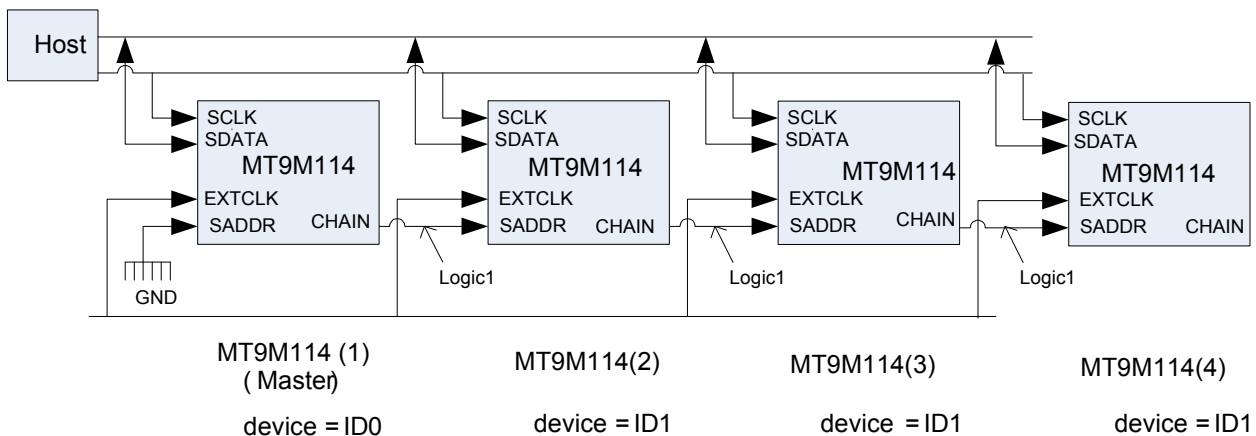 Host
SCLK
SDATA
MT9M114
EXTCLK
SADDR
CHAIN
SCLK
SDATA
MT9M114
EXTCLK
SADDR
CHAIN
SCLK
SDATA
MT9M114
EXTCLK
SADDR
CHAIN
SCLK
SDATA
MT9M114
EXTCLK
SADDR
CHAIN
GND
Logic1
Logic1
Logic1
MT9M114 (1)
( Master)
device = ID0
MT9M114(2)
device = ID1
MT9M114(3)
device = ID1
MT9M114(4)
device = ID1